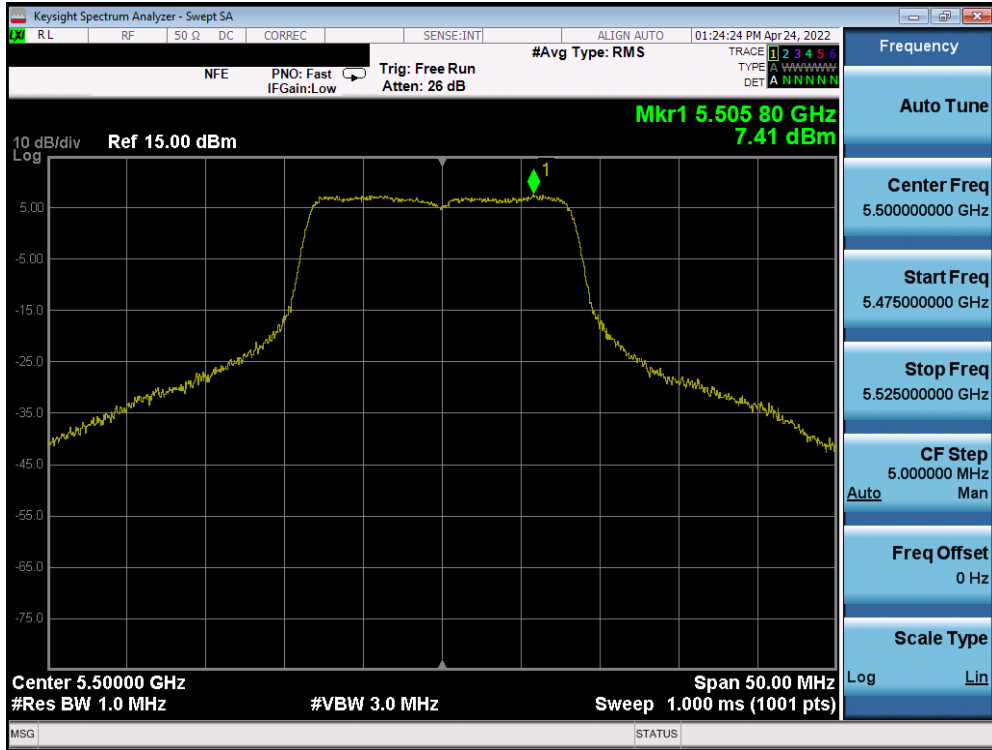 Keysight Spectrum Analyzer - Swept SA
LXI RL RF 50 Ω DC CORREC SENSE:INT ALIGN AUTO 01:24:24 PM Apr 24, 2022
NFE PNO: Fast IFGain:Low Trig: Free Run Atten: 26 dB #Avg Type: RMS
TRACE 1 2 3 4 5 6
TYPE A WWWWW
DET A N N N N N
Mkr1 5.505 80 GHz
7.41 dBm
10 dB/div Ref 15.00 dBm
Log
1
5.00
-5.00
-15.0
-25.0
-35.0
-45.0
-55.0
-65.0
-75.0
Center 5.50000 GHz Span 50.00 MHz
#Res BW 1.0 MHz #VBW 3.0 MHz Sweep 1.000 ms (1001 pts)
MSG STATUS
Frequency
Auto Tune
Center Freq
5.500000000 GHz
Start Freq
5.475000000 GHz
Stop Freq
5.525000000 GHz
CF Step
5.000000 MHz
Auto Man
Freq Offset
0 Hz
Scale Type
Log Lin